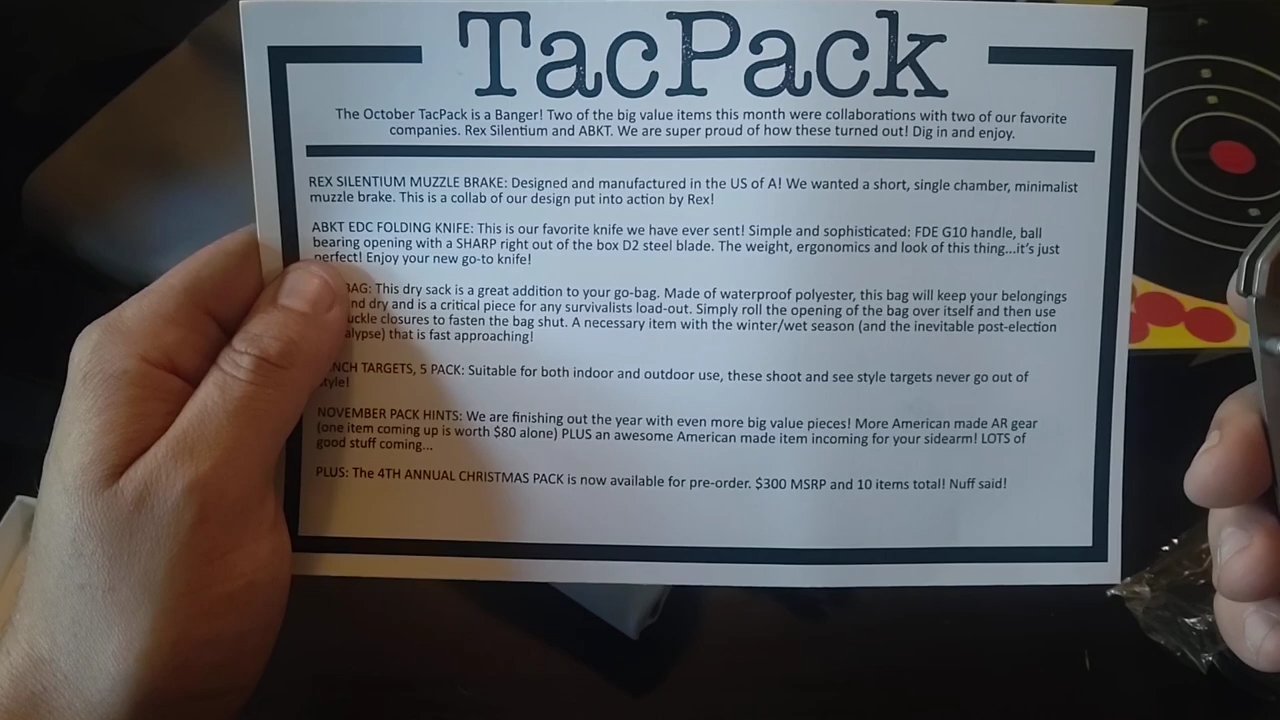 TacPack
The October TacPack is a Banger! Two of the big value items this month were collaborations with two of our favorite
companies. Rex Silentium and ABKT. We are super proud of how these turned out! Dig in and enjoy.
REX SILENTIUM MUZZLE BRAKE: Designed and manufactured in the US of A! We wanted a short, single chamber, minimalist
muzzle brake. This is a collab of our design put into action by Rex!
ABKT EDC FOLDING KNIFE: This is our favorite knife we have ever sent! Simple and sophisticated: FDE G10 handle, ball
bearing opening with a SHARP right out of the box D2 steel blade. The weight, ergonomics and look of this thing...it's just
perfect! Enjoy your new go-to knife!
BAG: This dry sack is a great addition to your go-bag. Made of waterproof polyester, this bag will keep your belongings
and dry and is a critical piece for any survivalists load-out. Simply roll the opening of the bag over itself and then use
closures to fasten the bag shut. A necessary item with the winter/wet season (and the inevitable post-election
that is fast approaching!
TARGETS, 5 PACK: Suitable for both indoor and outdoor use, these shoot and see style targets never go out of
style!
NOVEMBER PACK HINTS: We are finishing out the year with even more big value pieces! More American made AR gear
(one item coming up is worth $80 alone) PLUS an awesome American made item incoming for your sidearm! LOTS of
good stuff coming...
PLUS: The 4TH ANNUAL CHRISTMAS PACK is now available for pre-order. $300 MSRP and 10 items total! Nuff said!